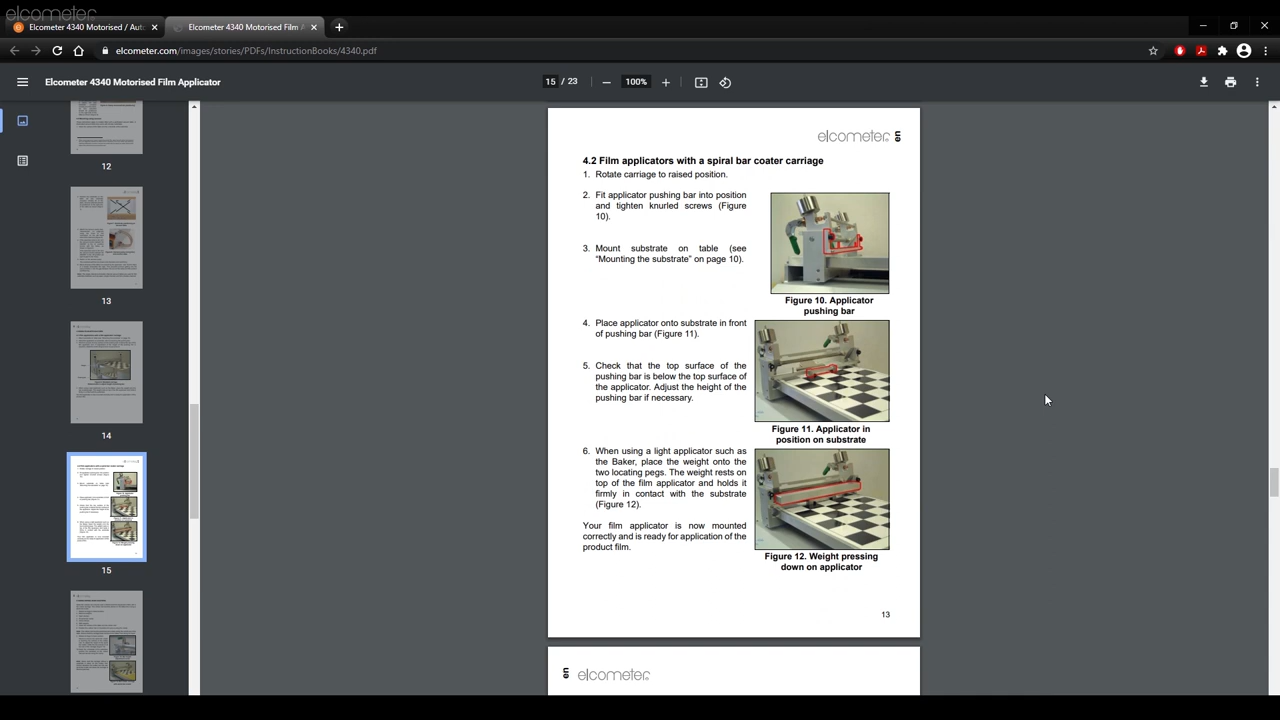 elcometer
Elcometer 4340 Motorised / Auto
Elcometer 4340 Motorised Film A
elcometer.com/images/stories/PDFs/InstructionBooks/4340.pdf
Elcometer 4340 Motorised Film Applicator
15 / 23
100%
12
13
14
15
elcometer
en
4.2 Film applicators with a spiral bar coater carriage
1. Rotate carriage to raised position.
2. Fit applicator pushing bar into position
and tighten knurled screws (Figure
10).
3. Mount substrate on table (see
“Mounting the substrate” on page 10).
Figure 10. Applicator
pushing bar
4. Place applicator onto substrate in front
of pushing bar (Figure 11).
5. Check that the top surface of the
pushing bar is below the top surface of
the applicator. Adjust the height of the
pushing bar if necessary.
Figure 11. Applicator in
position on substrate
6. When using a light applicator such as
the Baker, place the weight onto the
two locating pegs. The weight rests on
top of the film applicator and holds it
firmly in contact with the substrate
(Figure 12).
Your film applicator is now mounted
correctly and is ready for application of the
product film.
Figure 12. Weight pressing
down on applicator
13
en
elcometer